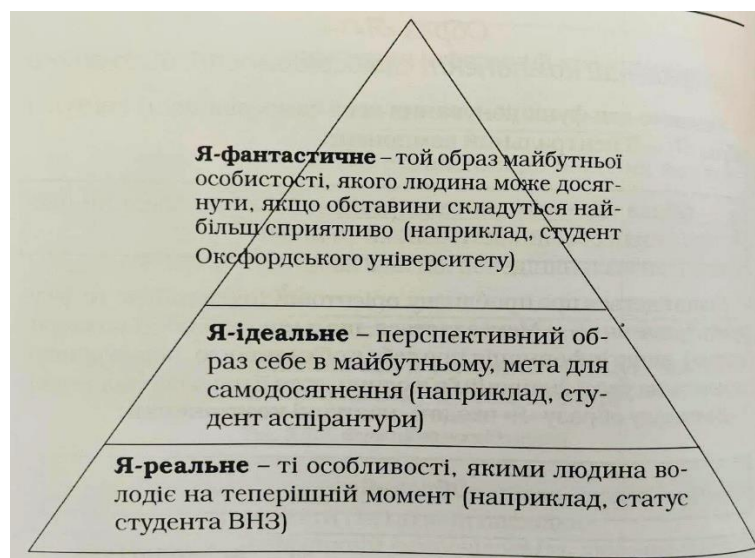 Я-фантастичне – той образ майбутньої
особистості, якого людина може досяг-
нути, якщо обставини складуться най-
більш сприятливо (наприклад, студент
Оксфордського університету)
Я-ідеальне – перспективний об-
раз себе в майбутньому, мета для
самодосягнення (наприклад, сту-
дент аспірантури)
Я-реальне – ті особливості, якими людина во-
лодіє на теперішній момент (наприклад, статус
студента ВНЗ)